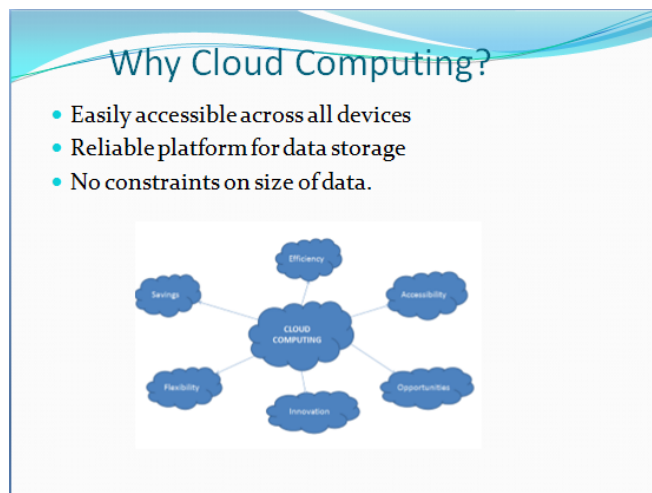 Why Cloud Computing?
Easily accessible across all devices
Reliable platform for data storage
No constraints on size of data.
Efficiency
Savings
Accessibility
CLOUD
COMPUTING
Flexibility
Opportunities
Innovation